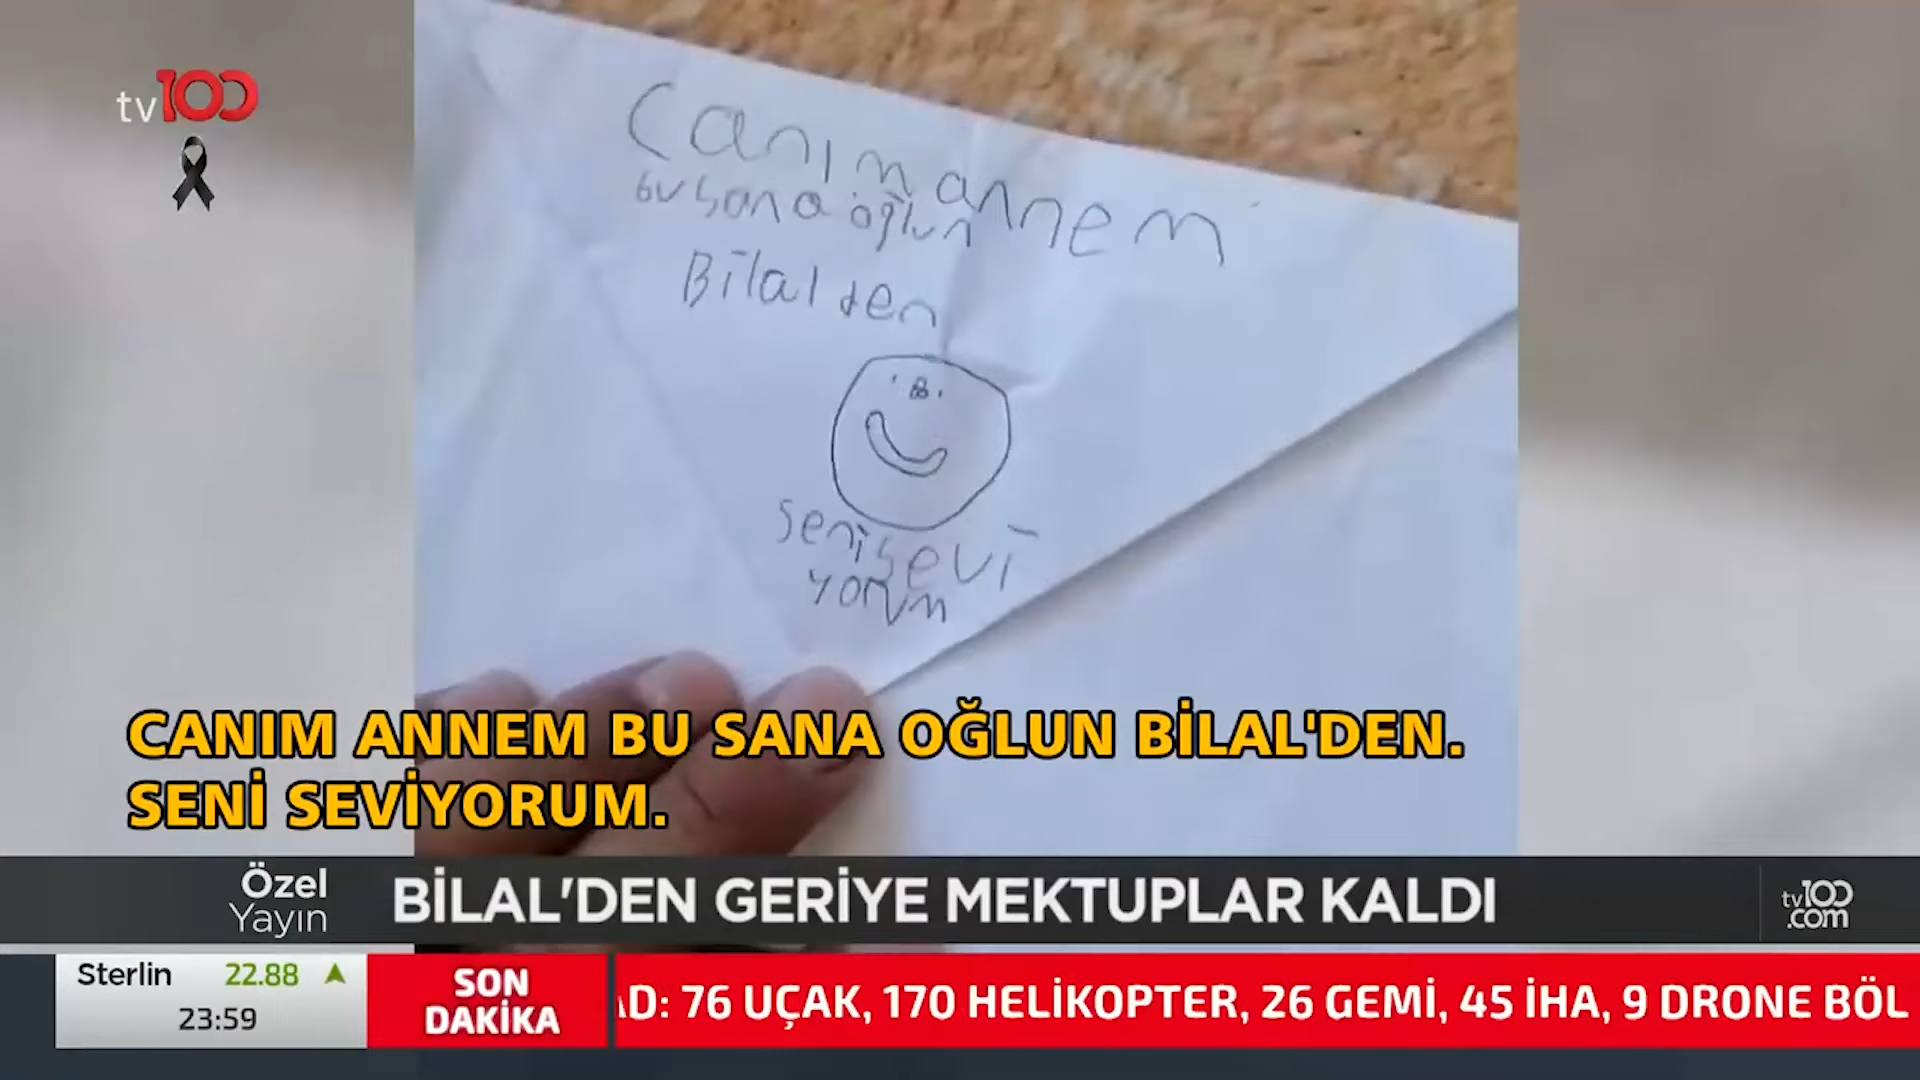 tv100
Canım annem
bu sana oğlun
Bilalden
seni sevi
yorum
CANIM ANNEM BU SANA OĞLUN BİLAL'DEN.
SENİ SEVİYORUM.
Özel
Yayın
BİLAL'DEN GERİYE MEKTUPLAR KALDI
tv100
.com
Sterlin 22.88
23:59
SON
DAKİKA
AD: 76 UÇAK, 170 HELİKOPTER, 26 GEMİ, 45 İHA, 9 DRONE BÖL